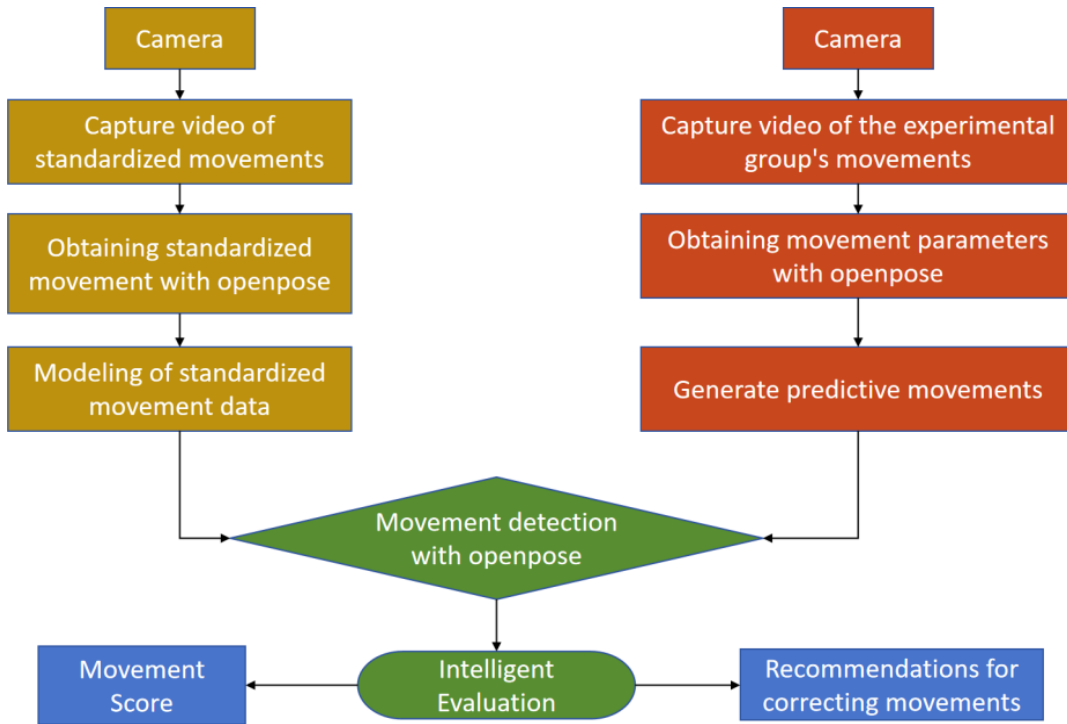 Camera
Capture video of
standardized movements
Obtaining standardized
movement with openpose
Modeling of standardized
movement data
Camera
Capture video of the experimental
group's movements
Obtaining movement parameters
with openpose
Generate predictive movements
Movement detection
with openpose
Movement
Score
Intelligent
Evaluation
Recommendations for
correcting movements